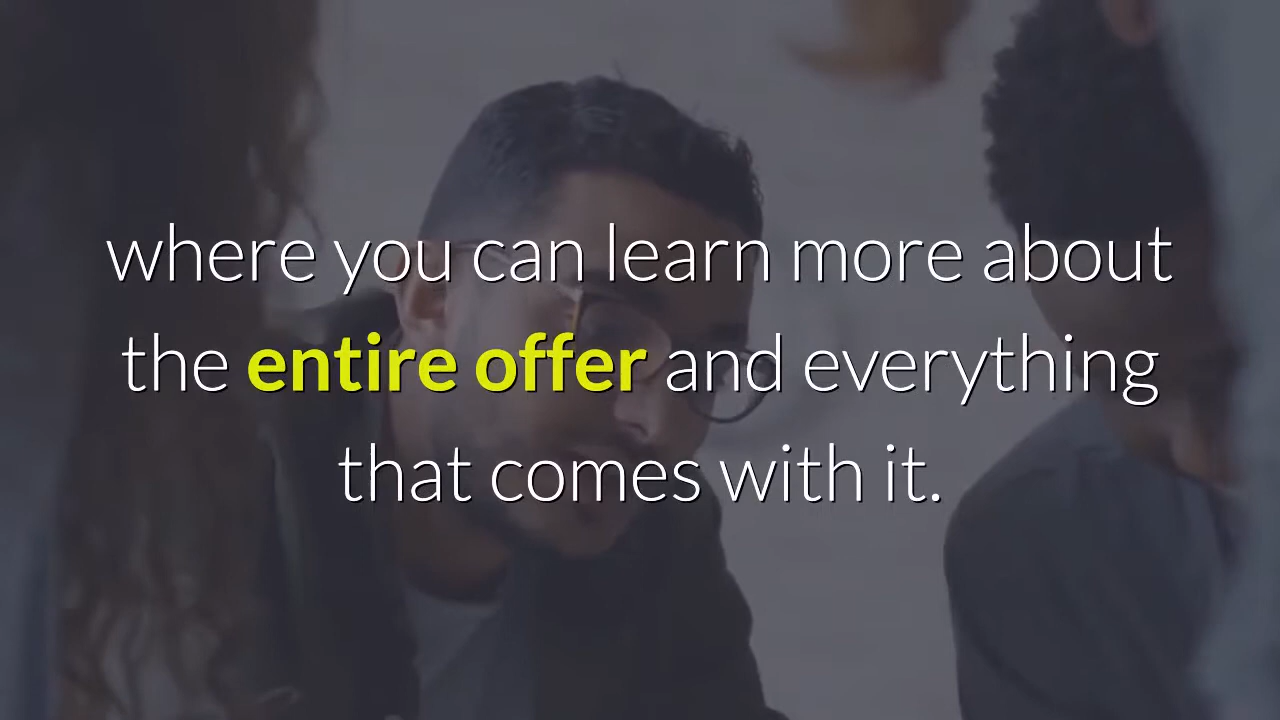 where you can learn more about
the entire offer and everything
that comes with it.